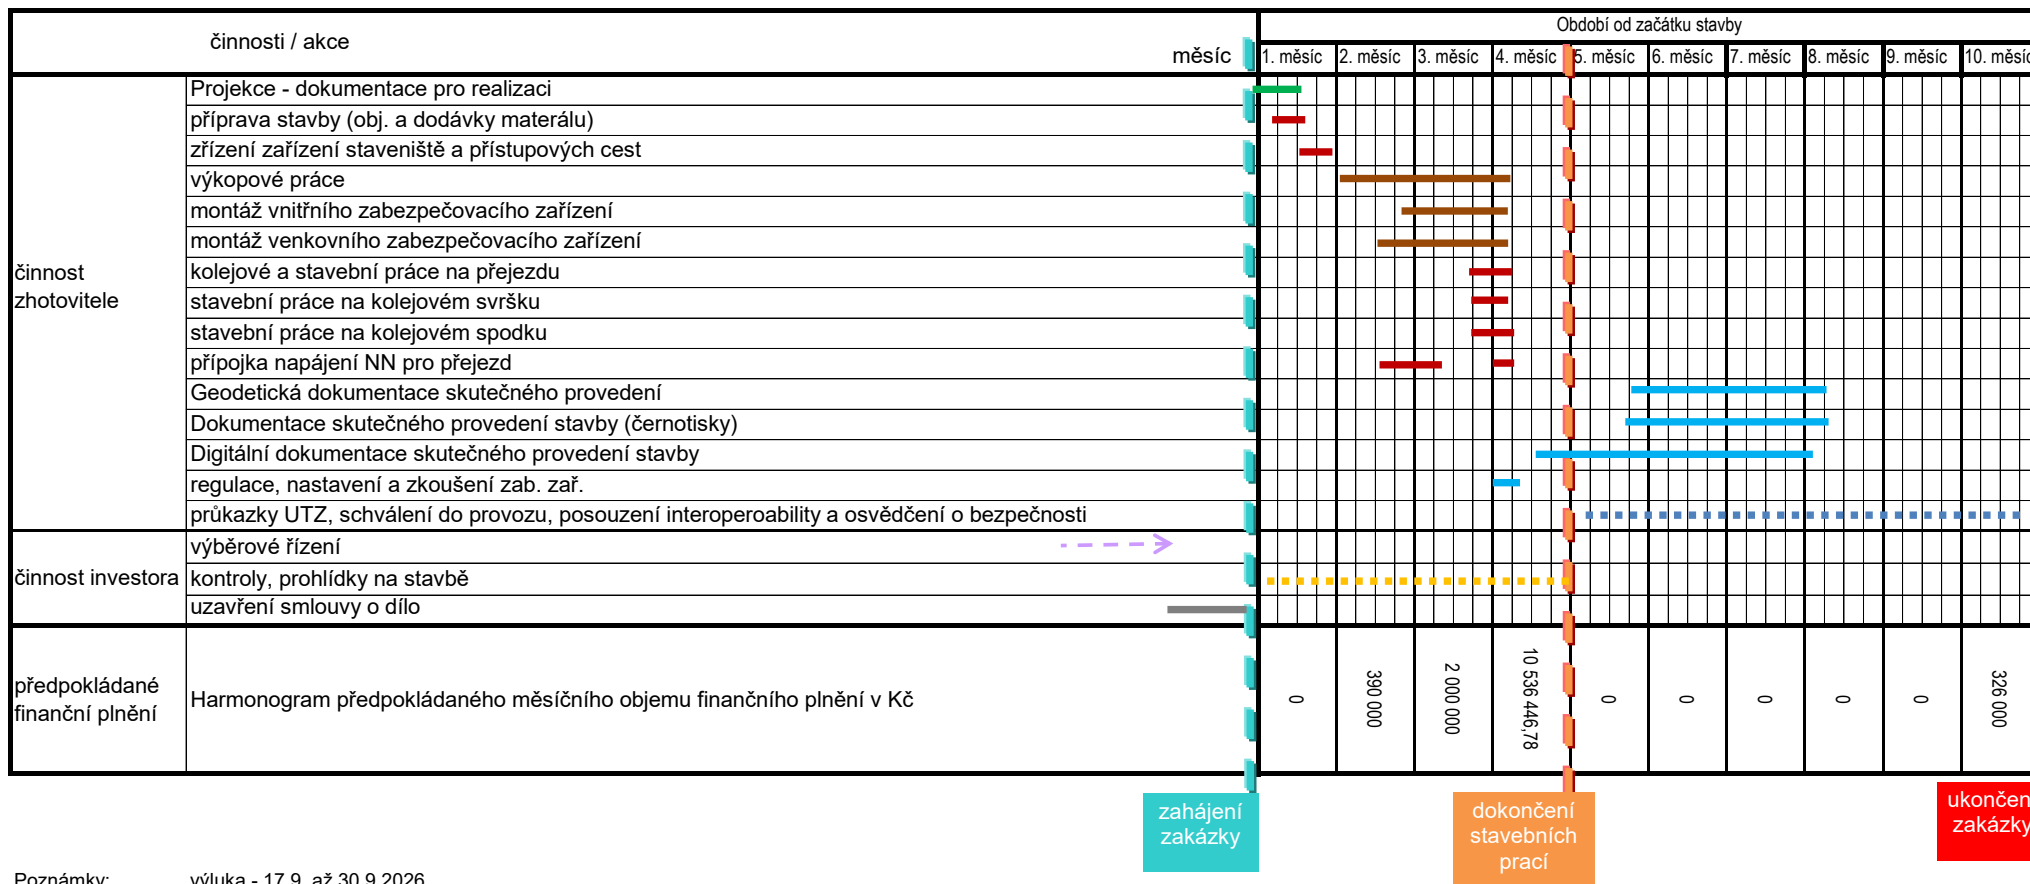 činnosti / akce
měsíc
Období od začátku stavby
1. měsíc 2. měsíc 3. měsíc 4. měsíc 5. měsíc 6. měsíc 7. měsíc 8. měsíc 9. měsíc 10. měsíc
činnost
zhotovitele
Projekce - dokumentace pro realizaci
příprava stavby (obj. a dodávky materálu)
zřízení zařízení staveniště a přístupových cest
výkopové práce
montáž vnitřního zabezpečovacího zařízení
montáž venkovního zabezpečovacího zařízení
kolejové a stavební práce na přejezdu
stavební práce na kolejovém svršku
stavební práce na kolejovém spodku
přípojka napájení NN pro přejezd
Geodetická dokumentace skutečného provedení
Dokumentace skutečného provedení stavby (černotisky)
Digitální dokumentace skutečného provedení stavby
regulace, nastavení a zkoušení zab. zař.
průkazky UTZ, schválení do provozu, posouzení interoperoability a osvědčení o bezpečnosti
činnost investora
výběrové řízení
kontroly, prohlídky na stavbě
uzavření smlouvy o dílo
předpokládané
finanční plnění
Harmonogram předpokládaného měsíčního objemu finančního plnění v Kč
0
390 000
2 000 000
10 536 446,78
0
0
0
0
0
326 000
zahájení
zakázky
dokončení
stavebních
prací
ukončen
zakázky
Poznámky: výluka - 17.9. až 30.9.2026